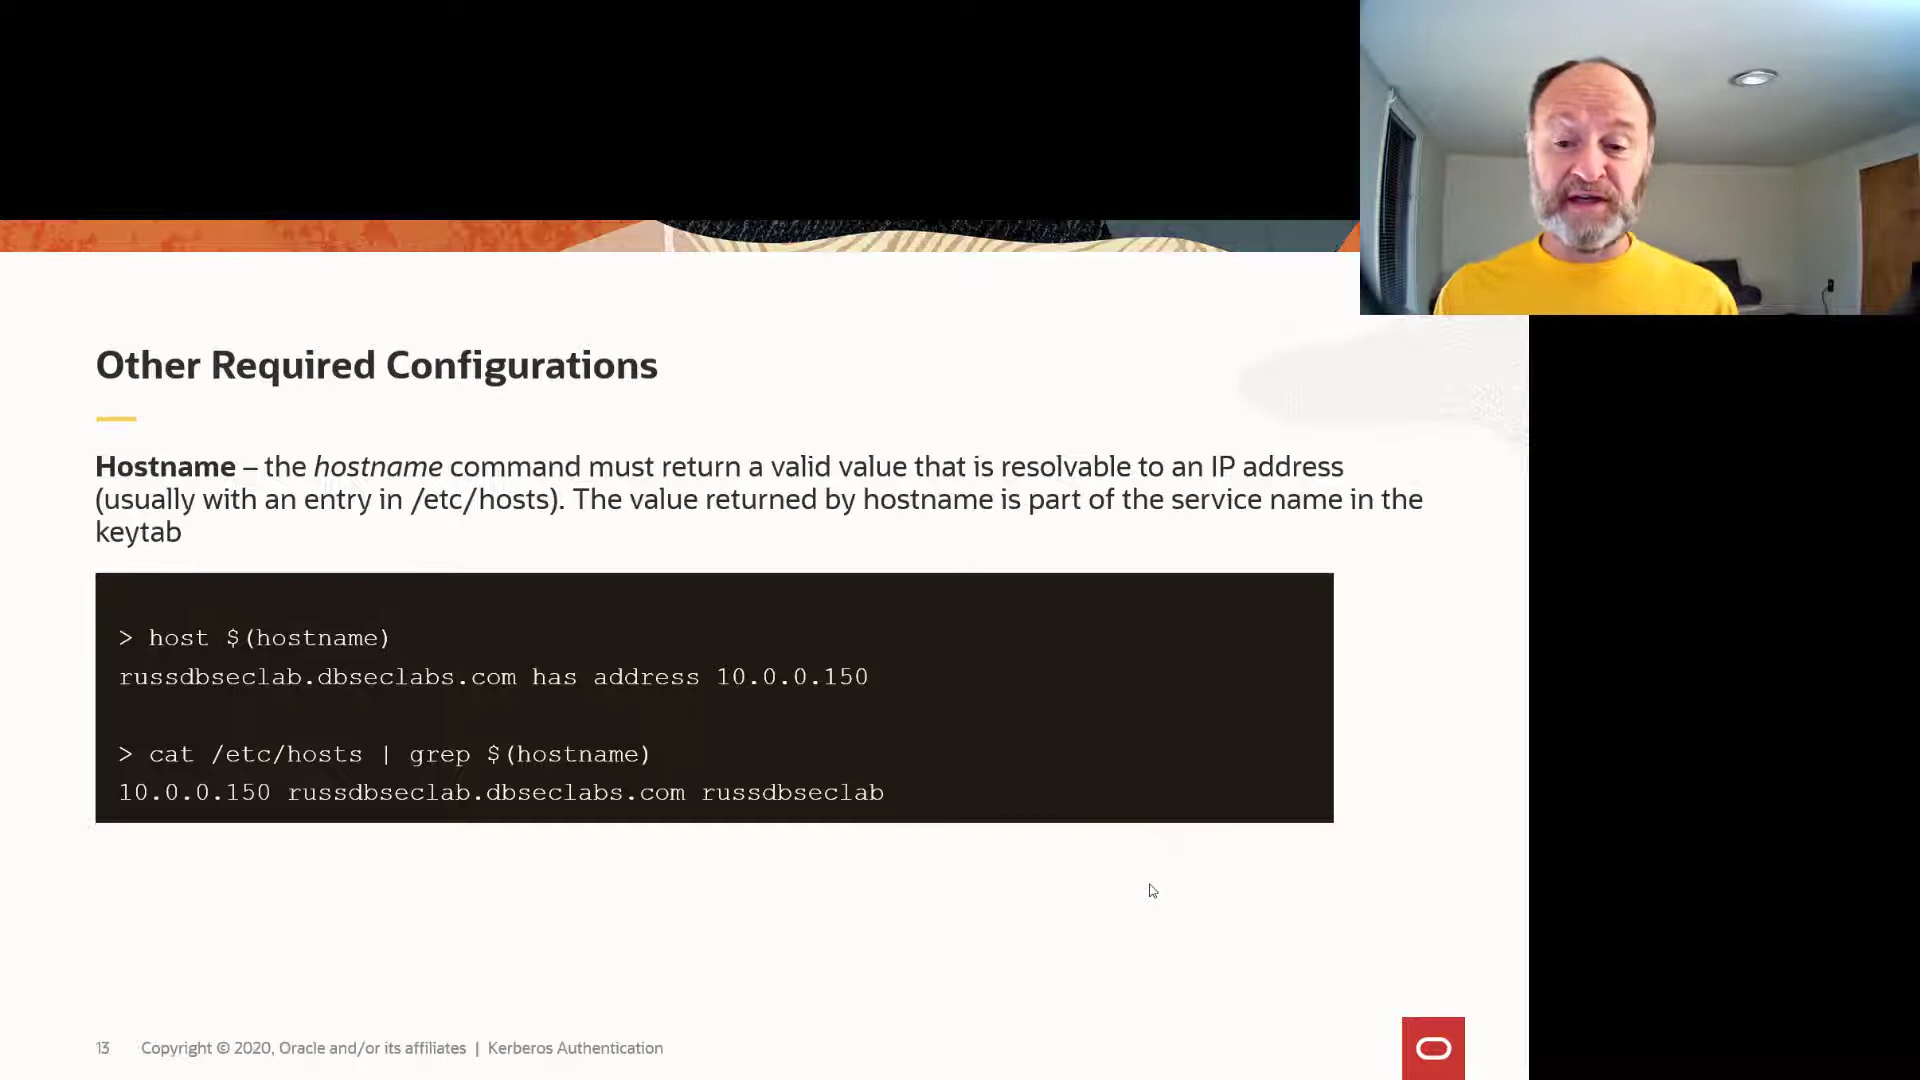 Other Required Configurations
Hostname – the hostname command must return a valid value that is resolvable to an IP address
(usually with an entry in /etc/hosts). The value returned by hostname is part of the service name in the
keytab
> host $(hostname)
russdbseclab.dbseclabs.com has address 10.0.0.150
> cat /etc/hosts | grep $(hostname)
10.0.0.150 russdbseclab.dbseclabs.com russdbseclab
13 Copyright © 2020, Oracle and/or its affiliates | Kerberos Authentication